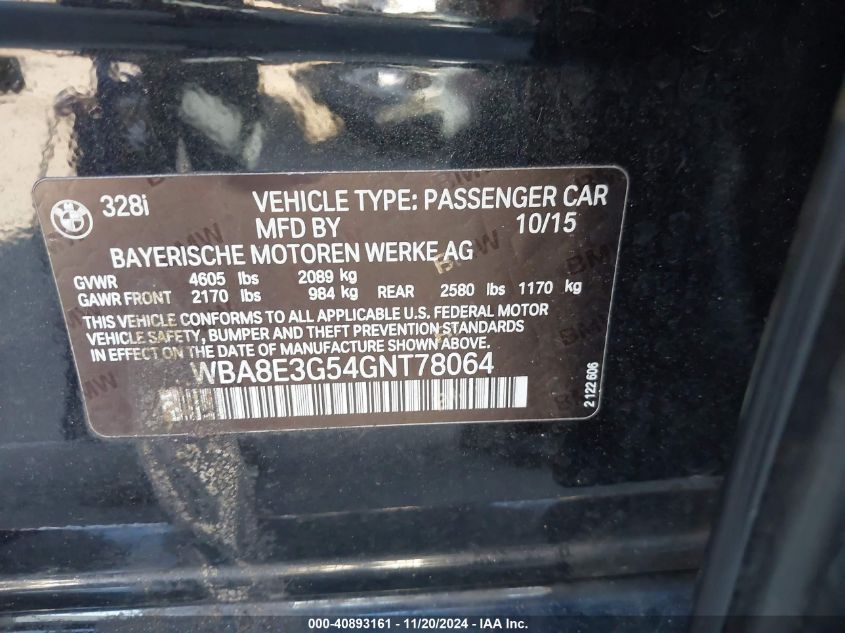 328i VEHICLE TYPE: PASSENGER CAR
MFD BY 10/15
BAYERISCHE MOTOREN WERKE AG
GVWR 4605 lbs 2089 kg
GAWR FRONT 2170 lbs 984 kg REAR 2580 lbs 1170 kg
THIS VEHICLE CONFORMS TO ALL APPLICABLE U.S. FEDERAL MOTOR
VEHICLE SAFETY, BUMPER AND THEFT PREVENTION STANDARDS
IN EFFECT ON THE DATE OF MANUFACTURE SHOWN ABOVE.
WBA8E3G54GNT78064
2 122 606
000-40893161 - 11/20/2024 - IAA, Inc.